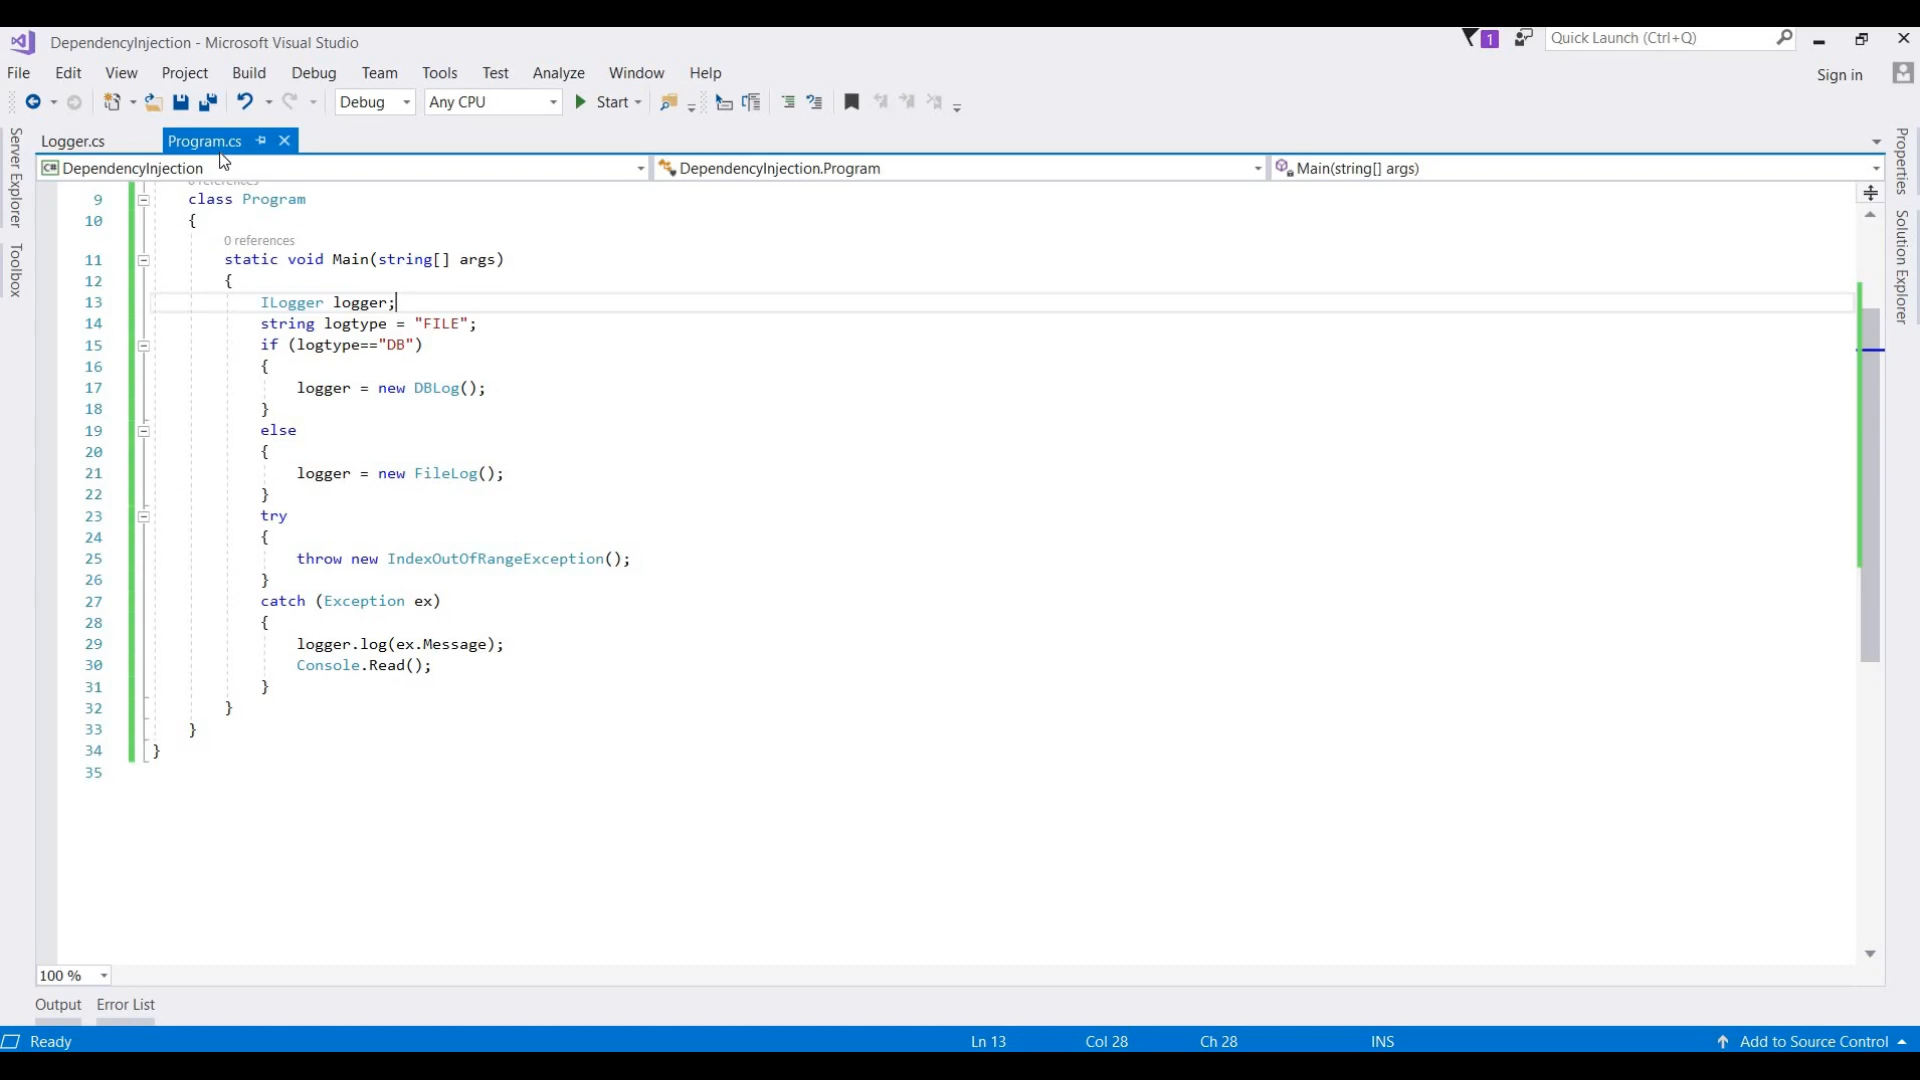 DependencyInjection - Microsoft Visual Studio
1
Quick Launch (Ctrl+Q)
File Edit View Project Build Debug Team Tools Test Analyze Window Help
Sign in
Debug Any CPU Start
Logger.cs Program.cs
DependencyInjection DependencyInjection.Program Main(string[] args)
Server Explorer
Toolbox
Properties
Solution Explorer
0 references
9 class Program
10 {
0 references
11 static void Main(string[] args)
12 {
13 ILogger logger;
14 string logtype = "FILE";
15 if (logtype=="DB")
16 {
17 logger = new DBLog();
18 }
19 else
20 {
21 logger = new FileLog();
22 }
23 try
24 {
25 throw new IndexOutOfRangeException();
26 }
27 catch (Exception ex)
28 {
29 logger.log(ex.Message);
30 Console.Read();
31 }
32 }
33 }
34 }
35
100 %
Output Error List
Ready Ln 13 Col 28 Ch 28 INS Add to Source Control